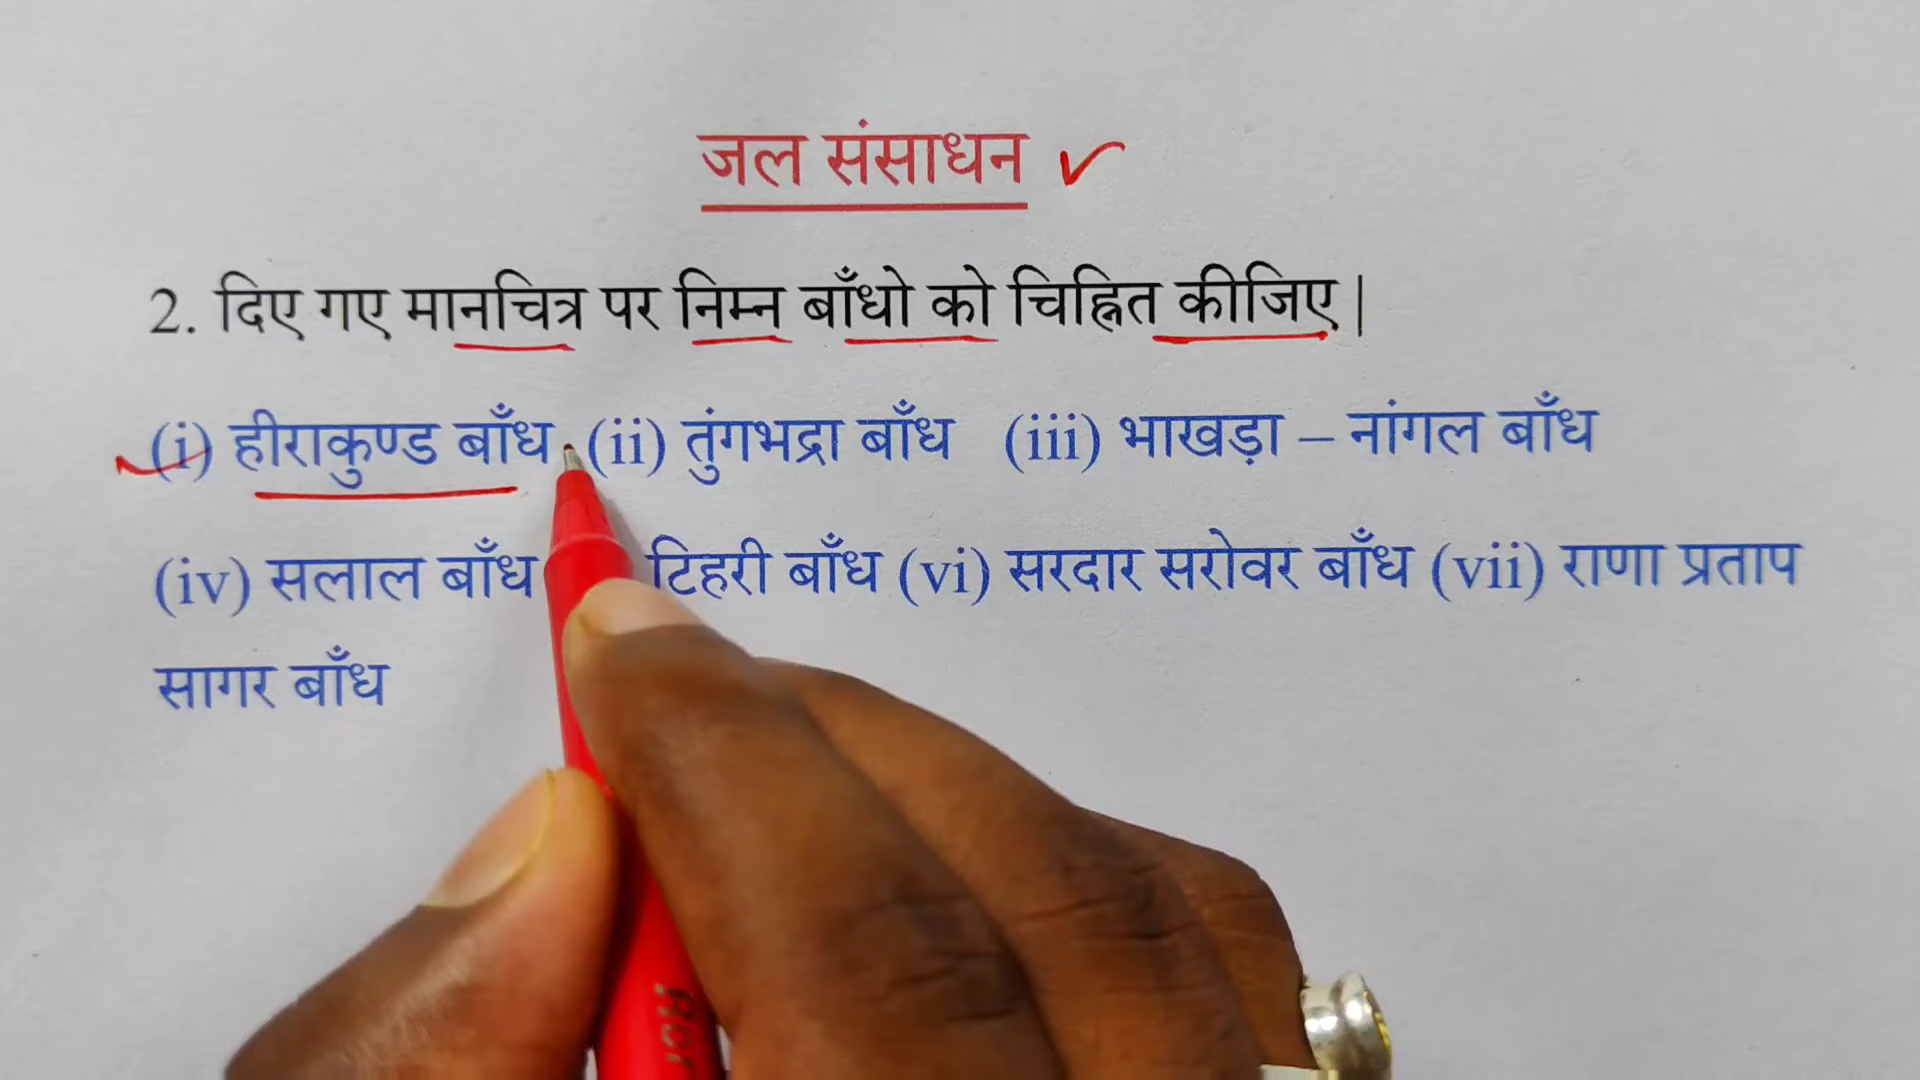 जल संसाधन
2. दिए गए मानचित्र पर निम्न बाँधो को चिह्नित कीजिए |
(i) हीराकुण्ड बाँध (ii) तुंगभद्रा बाँध (iii) भाखड़ा – नांगल बाँध
(iv) सलाल बाँध टिहरी बाँध (vi) सरदार सरोवर बाँध (vii) राणा प्रताप
सागर बाँध